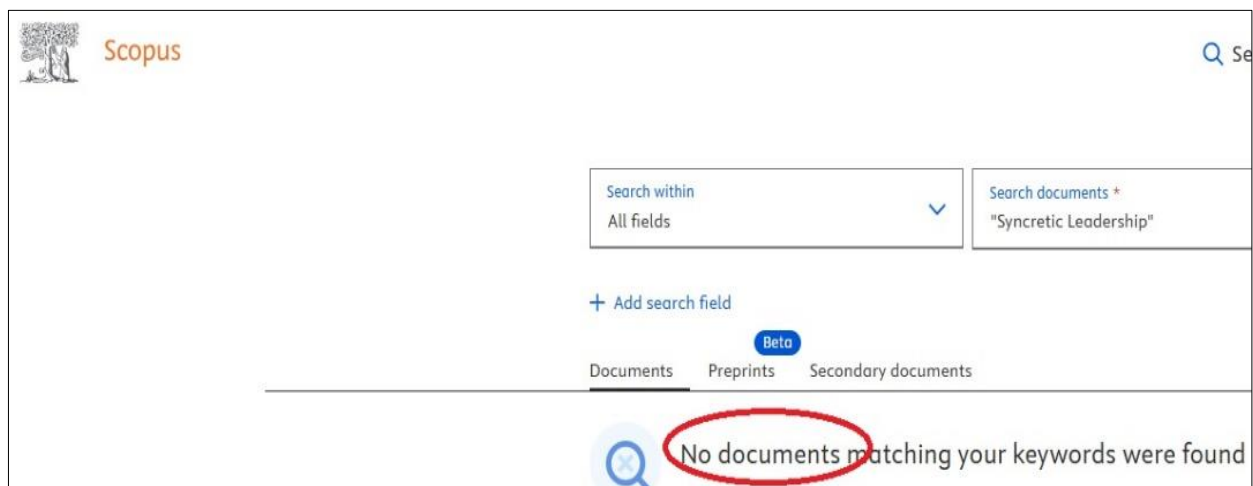 Scopus
Se
Search within
All fields
Search documents *
"Syncretic Leadership"
+ Add search field
Beta
Documents Preprints Secondary documents
No documents matching your keywords were found